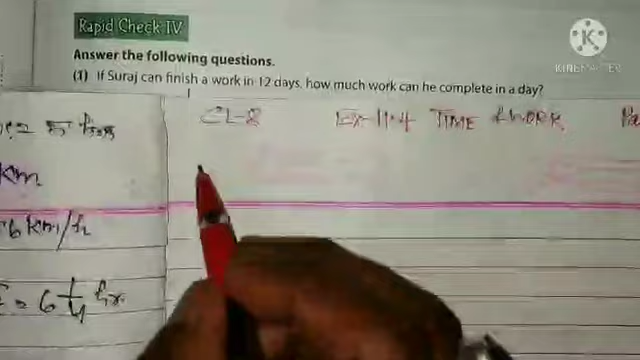 Rapid Check IV
Answer the following questions.
(1) If Suraj can finish a work in 12 days, how much work can he complete in a day?
CL-8 Ex-11.4 TIME & WORK
km
6 km/h
= 6 1/4 hr
K
KINEMASTER